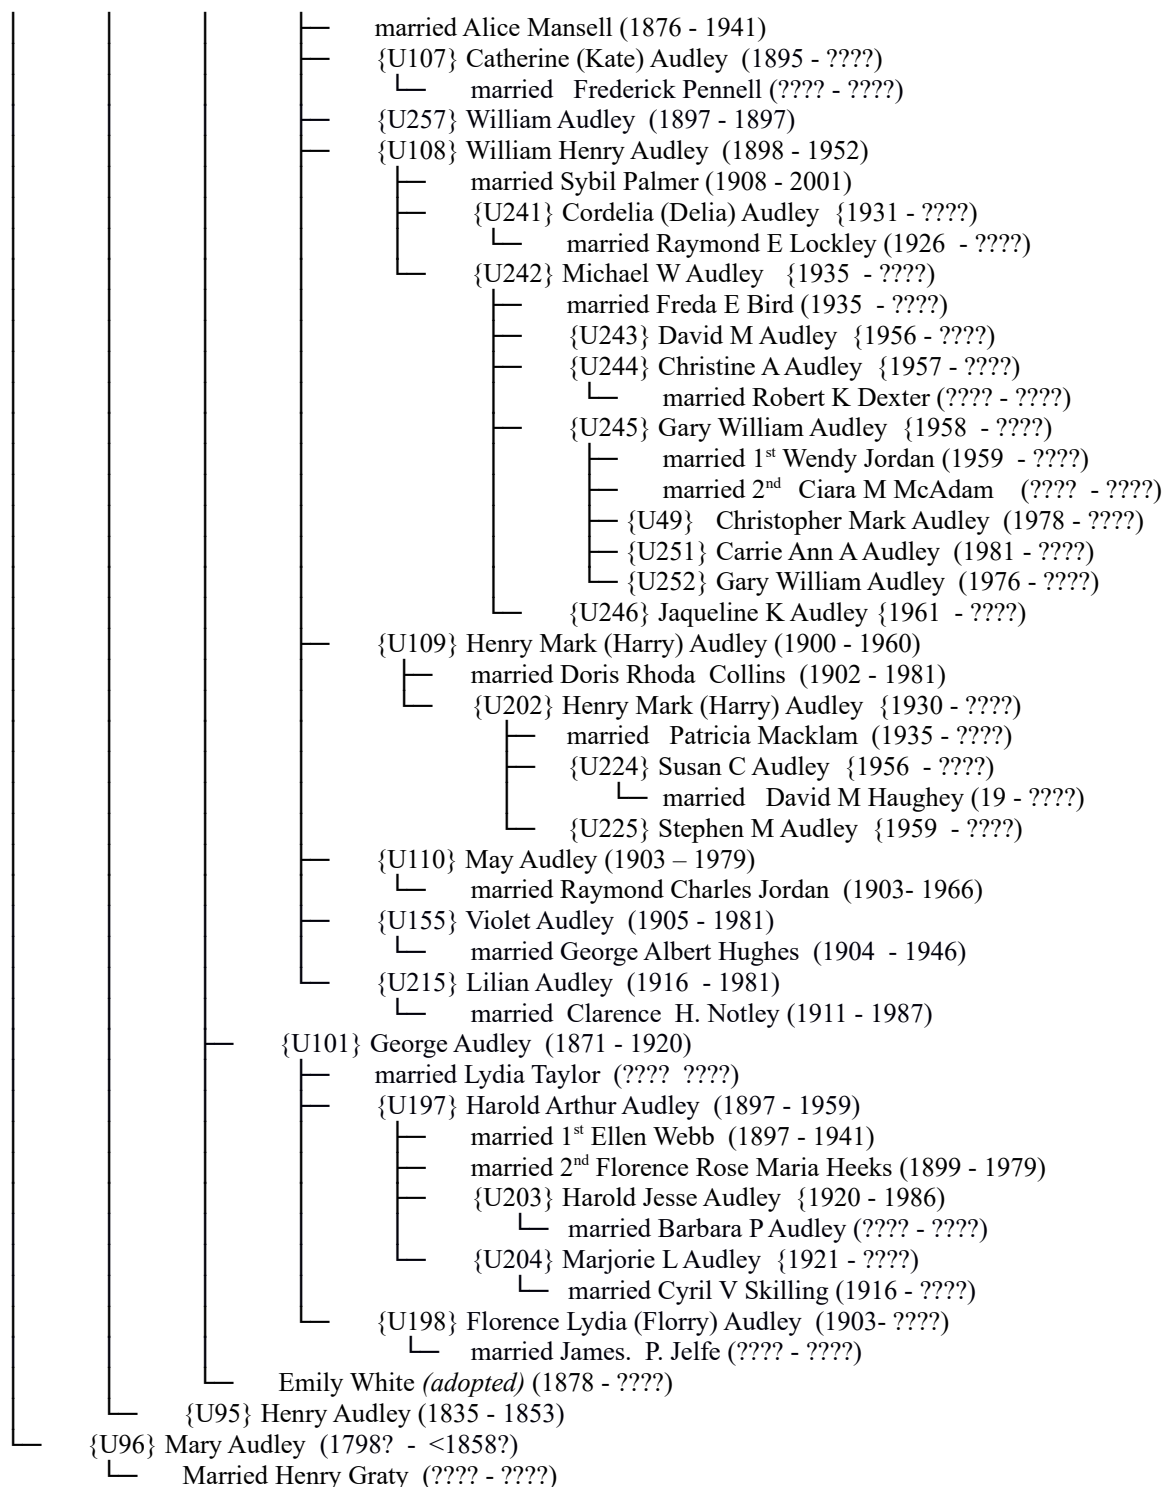 married Alice Mansell (1876 - 1941)
{U107} Catherine (Kate) Audley (1895 - ????)
married Frederick Pennell (???? - ????)
{U257} William Audley (1897 - 1897)
{U108} William Henry Audley (1898 - 1952)
married Sybil Palmer (1908 - 2001)
{U241} Cordelia (Delia) Audley {1931 - ????)
married Raymond E Lockley (1926 - ????)
{U242} Michael W Audley {1935 - ????)
married Freda E Bird (1935 - ????)
{U243} David M Audley {1956 - ????)
{U244} Christine A Audley {1957 - ????)
married Robert K Dexter (???? - ????)
{U245} Gary William Audley {1958 - ????)
married 1st Wendy Jordan (1959 - ????)
married 2nd Ciara M McAdam (???? - ????)
{U49} Christopher Mark Audley (1978 - ????)
{U251} Carrie Ann A Audley (1981 - ????)
{U252} Gary William Audley (1976 - ????)
{U246} Jaqueline K Audley {1961 - ????)
{U109} Henry Mark (Harry) Audley (1900 - 1960)
married Doris Rhoda Collins (1902 - 1981)
{U202} Henry Mark (Harry) Audley {1930 - ????)
married Patricia Macklam (1935 - ????)
{U224} Susan C Audley {1956 - ????)
married David M Haughey (19 - ????)
{U225} Stephen M Audley {1959 - ????)
{U110} May Audley (1903 – 1979)
married Raymond Charles Jordan (1903- 1966)
{U155} Violet Audley (1905 - 1981)
married George Albert Hughes (1904 - 1946)
{U215} Lilian Audley (1916 - 1981)
married Clarence H. Notley (1911 - 1987)
{U101} George Audley (1871 - 1920)
married Lydia Taylor (???? ????)
{U197} Harold Arthur Audley (1897 - 1959)
married 1st Ellen Webb (1897 - 1941)
married 2nd Florence Rose Maria Heeks (1899 - 1979)
{U203} Harold Jesse Audley {1920 - 1986)
married Barbara P Audley (???? - ????)
{U204} Marjorie L Audley {1921 - ????)
married Cyril V Skilling (1916 - ????)
{U198} Florence Lydia (Florry) Audley (1903- ????)
married James. P. Jelfe (???? - ????)
Emily White (adopted) (1878 - ????)
{U95} Henry Audley (1835 - 1853)
{U96} Mary Audley (1798? - <1858?)
Married Henry Graty (???? - ????)